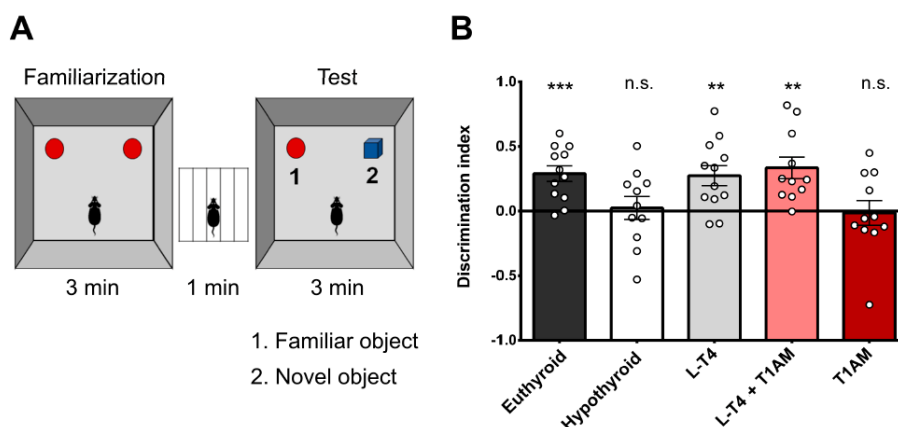 A
Familiarization
Test
1
2
3 min
1 min
3 min
1. Familiar object
2. Novel object
B
Discrimination index
1.0
0.5
0.0
-0.5
-1.0
***
n.s.
**
**
n.s.
Euthyroid
Hypothyroid
L-T4
L-T4 + T1AM
T1AM